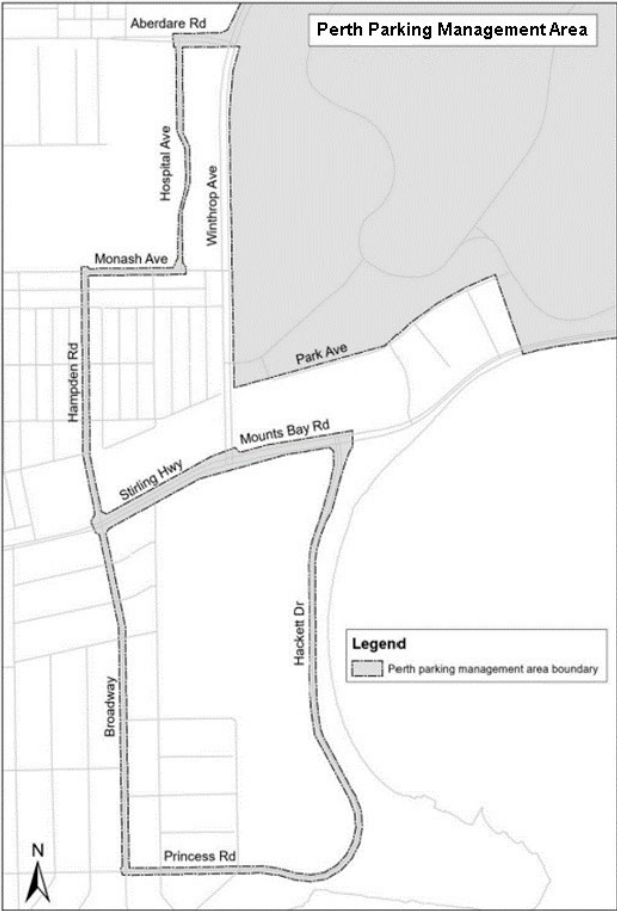 Aberdare Rd
Perth Parking Management Area
Hospital Ave
Winthrop Ave
Monash Ave
Hampden Rd
Park Ave
Mounts Bay Rd
Stirling Hwy
Hackett Dr
Legend
Perth parking management area boundary
Broadway
Princess Rd
N